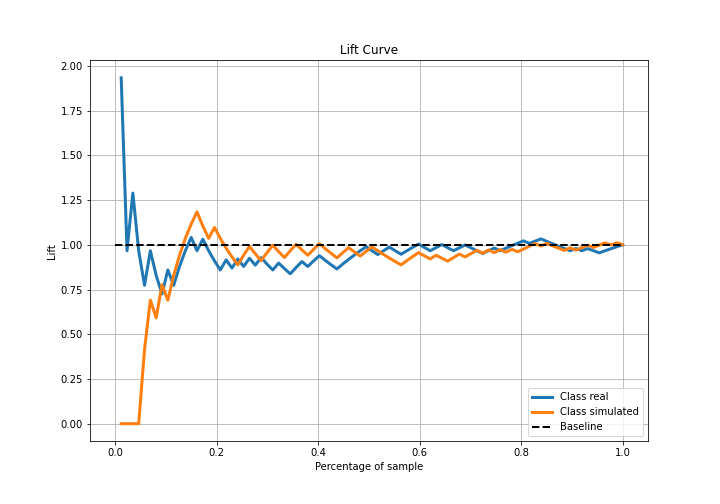 Lift Curve
2.00
1.75
1.50
1.25
1.00
0.75
0.50
0.25
0.00
Lift
0.0 0.2 0.4 0.6 0.8 1.0
Percentage of sample
Class real
Class simulated
Baseline